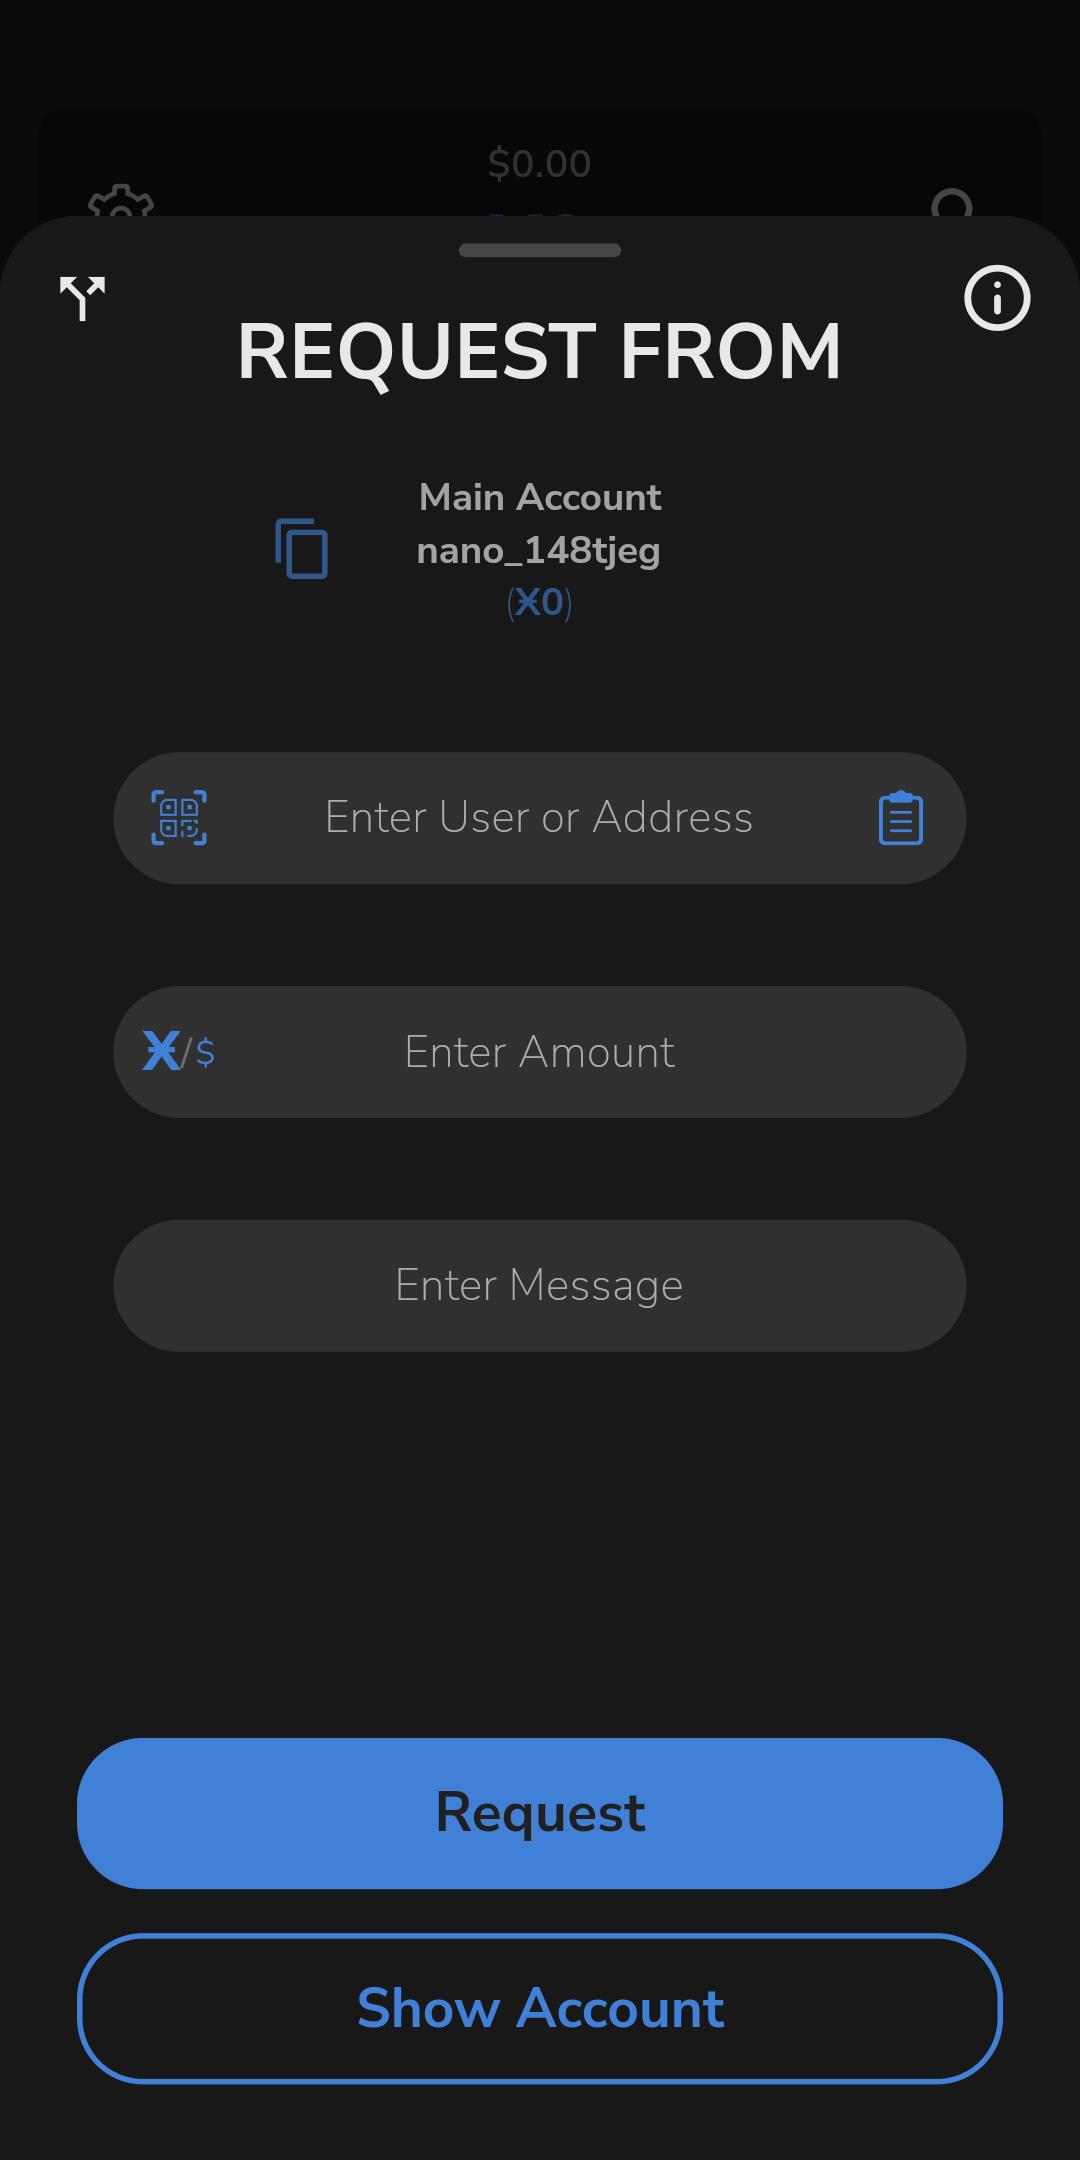 $0.00
REQUEST FROM
Main Account
nano_148tjeg
(Ӿ0)
Enter User or Address
Ӿ/$ Enter Amount
Enter Message
Request
Show Account